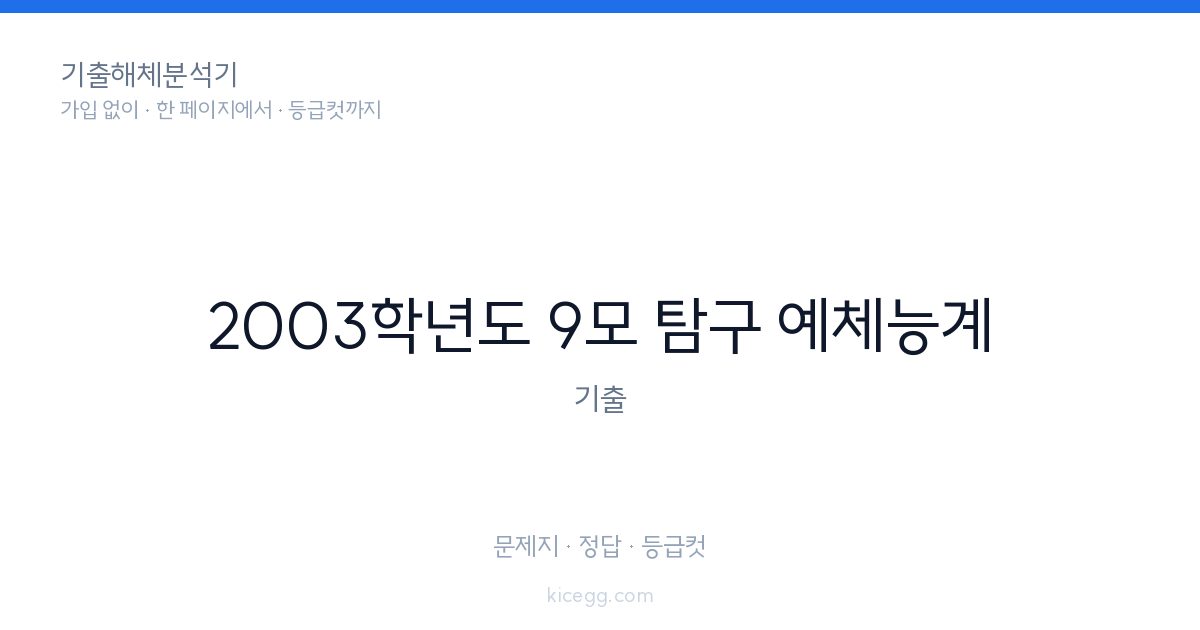 기출해체분석기
가입 없이 · 한 페이지에서 · 등급컷까지
2003학년도 9모 탐구 예체능계
기출
문제지 · 정답 · 등급컷
kicegg.com